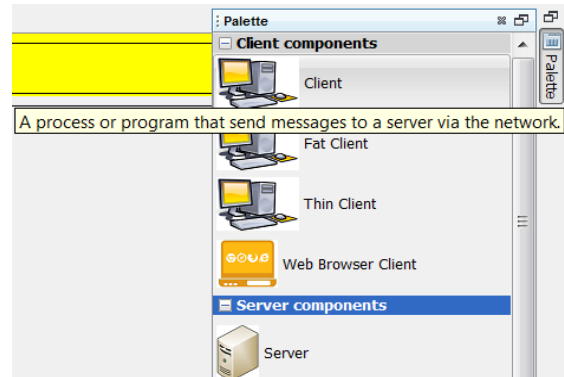 Palette
Client components
Client
A process or program that send messages to a server via the network.
Fat Client
Thin Client
Web Browser Client
Server components
Server
Palette